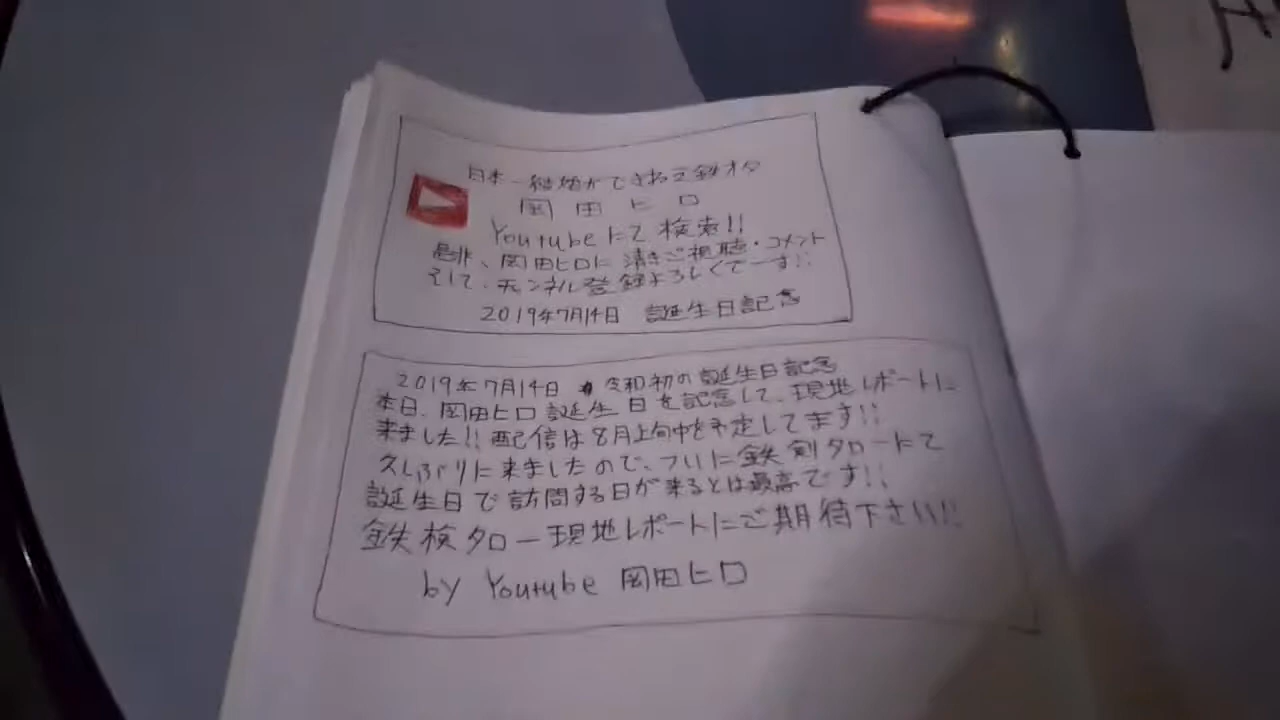 日本一結婚ができねえ鉄オタ
岡田ヒロ
Youtubeにて検索!!
是非、岡田ヒロに清きご視聴・コメント
そして、チャンネル登録よろしくでーす!!
2019年7月14日 誕生日記念
2019年7月14日 令和初の誕生日記念
本日、岡田ヒロ誕生日を記念して、現地レポートに
来ました!! 配信は8月上旬中を予定してます!!
久しぶりに来ましたので、ついに鉄剣タローにて
誕生日で訪問する日が来るとは最高です!!
鉄検タロー現地レポートにご期待下さい!!
by Youtube 岡田ヒロ